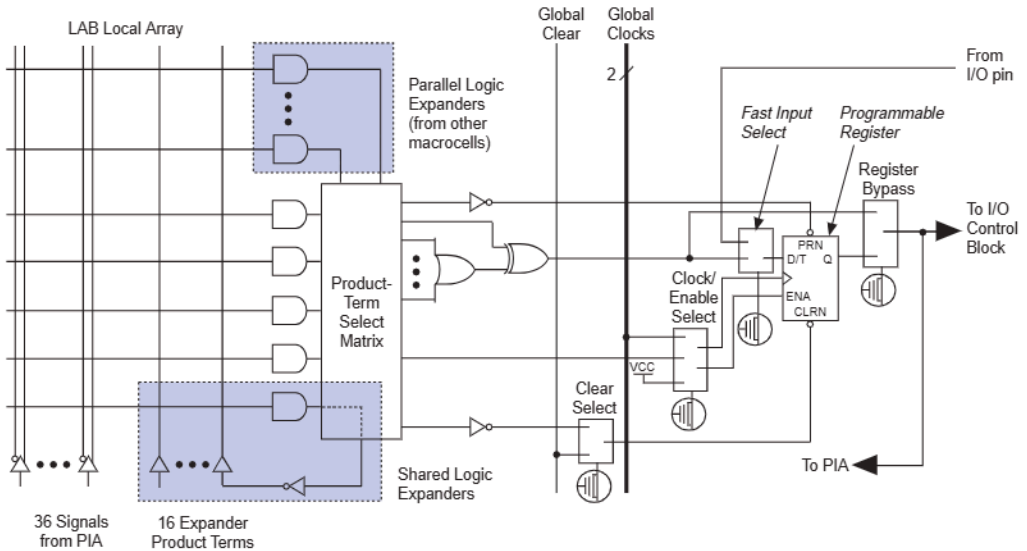 LAB Local Array
Global
Clear
Global
Clocks
2
From
I/O pin
Parallel Logic
Expanders
(from other
macrocells)
Fast Input
Select
Programmable
Register
Register
Bypass
To I/O
Control
Block
PRN
D/T Q
ENA
CLRN
Product-
Term
Select
Matrix
Clock/
Enable
Select
VCC
Clear
Select
To PIA
Shared Logic
Expanders
36 Signals
from PIA
16 Expander
Product Terms